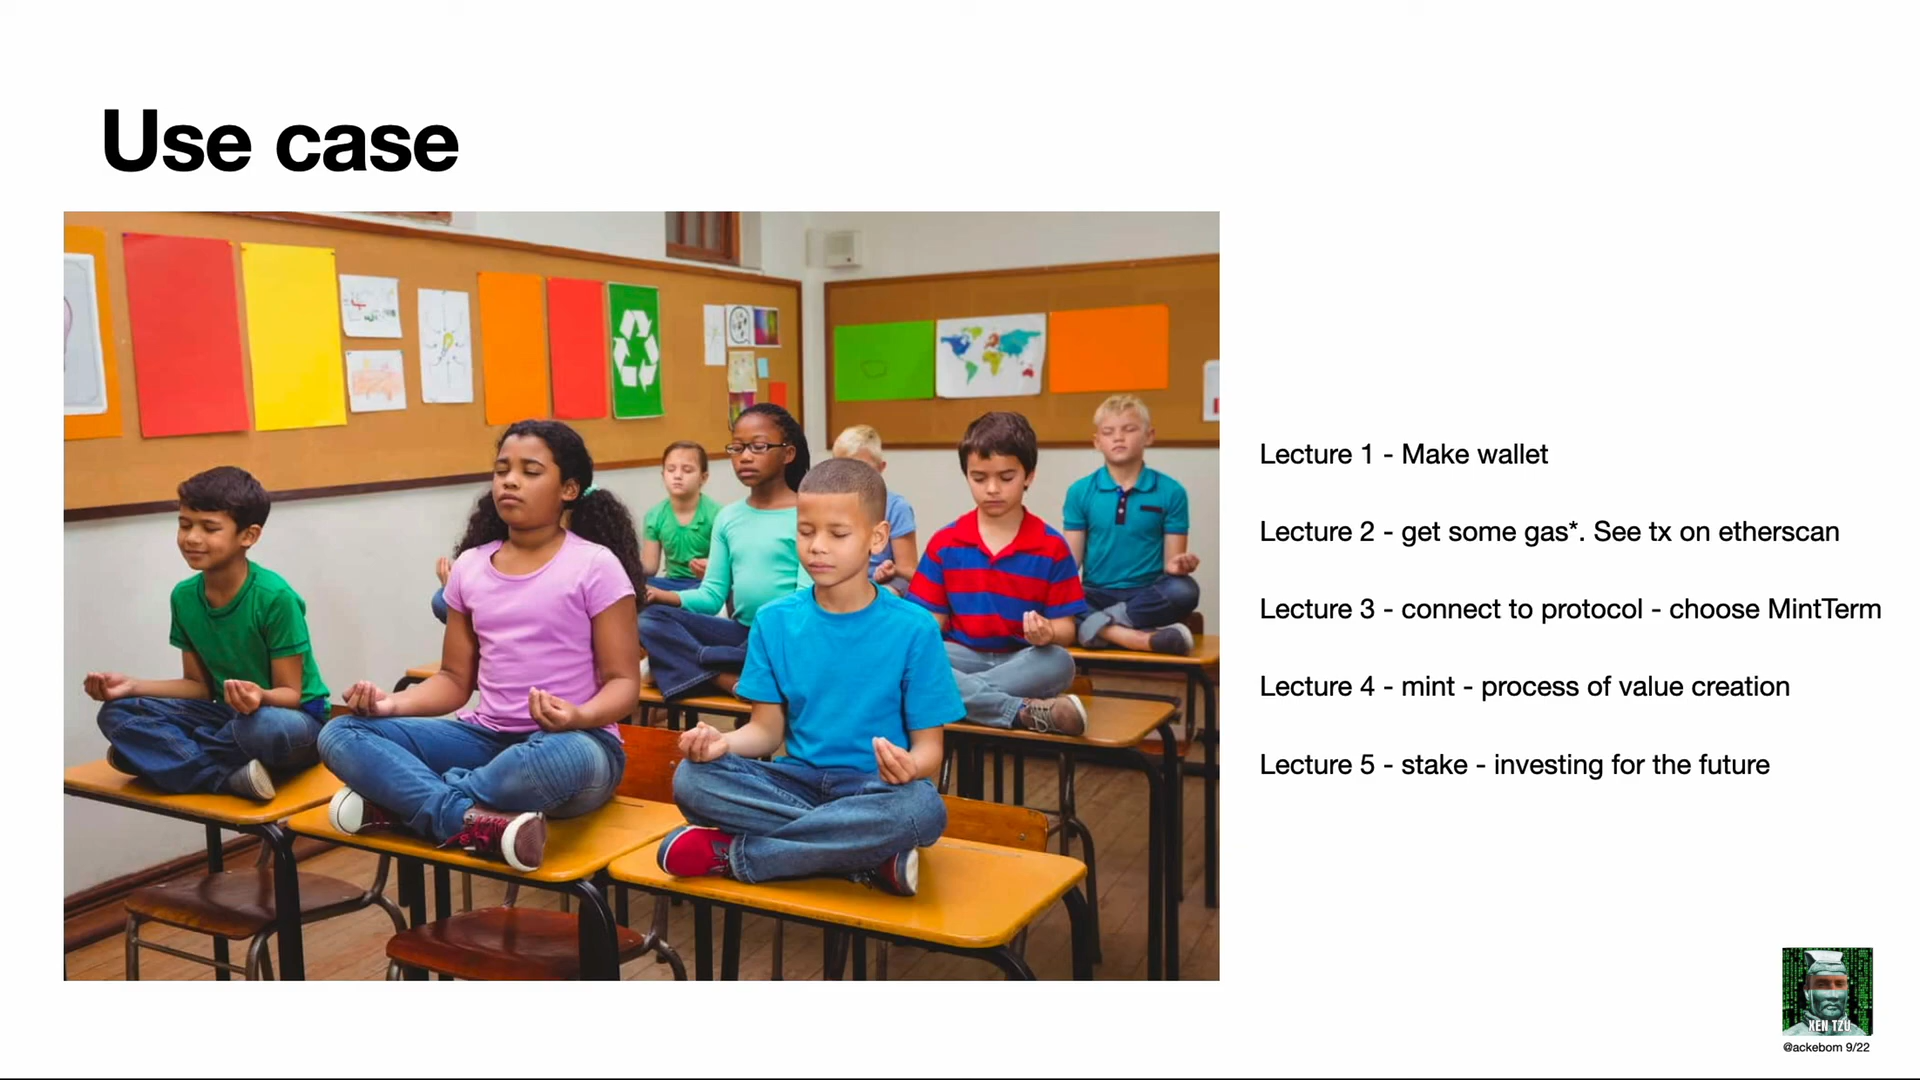 Use case
Lecture 1 - Make wallet
Lecture 2 - get some gas*. See tx on etherscan
Lecture 3 - connect to protocol - choose MintTerm
Lecture 4 - mint - process of value creation
Lecture 5 - stake - investing for the future
XEN TZU
@ackebom 9/22